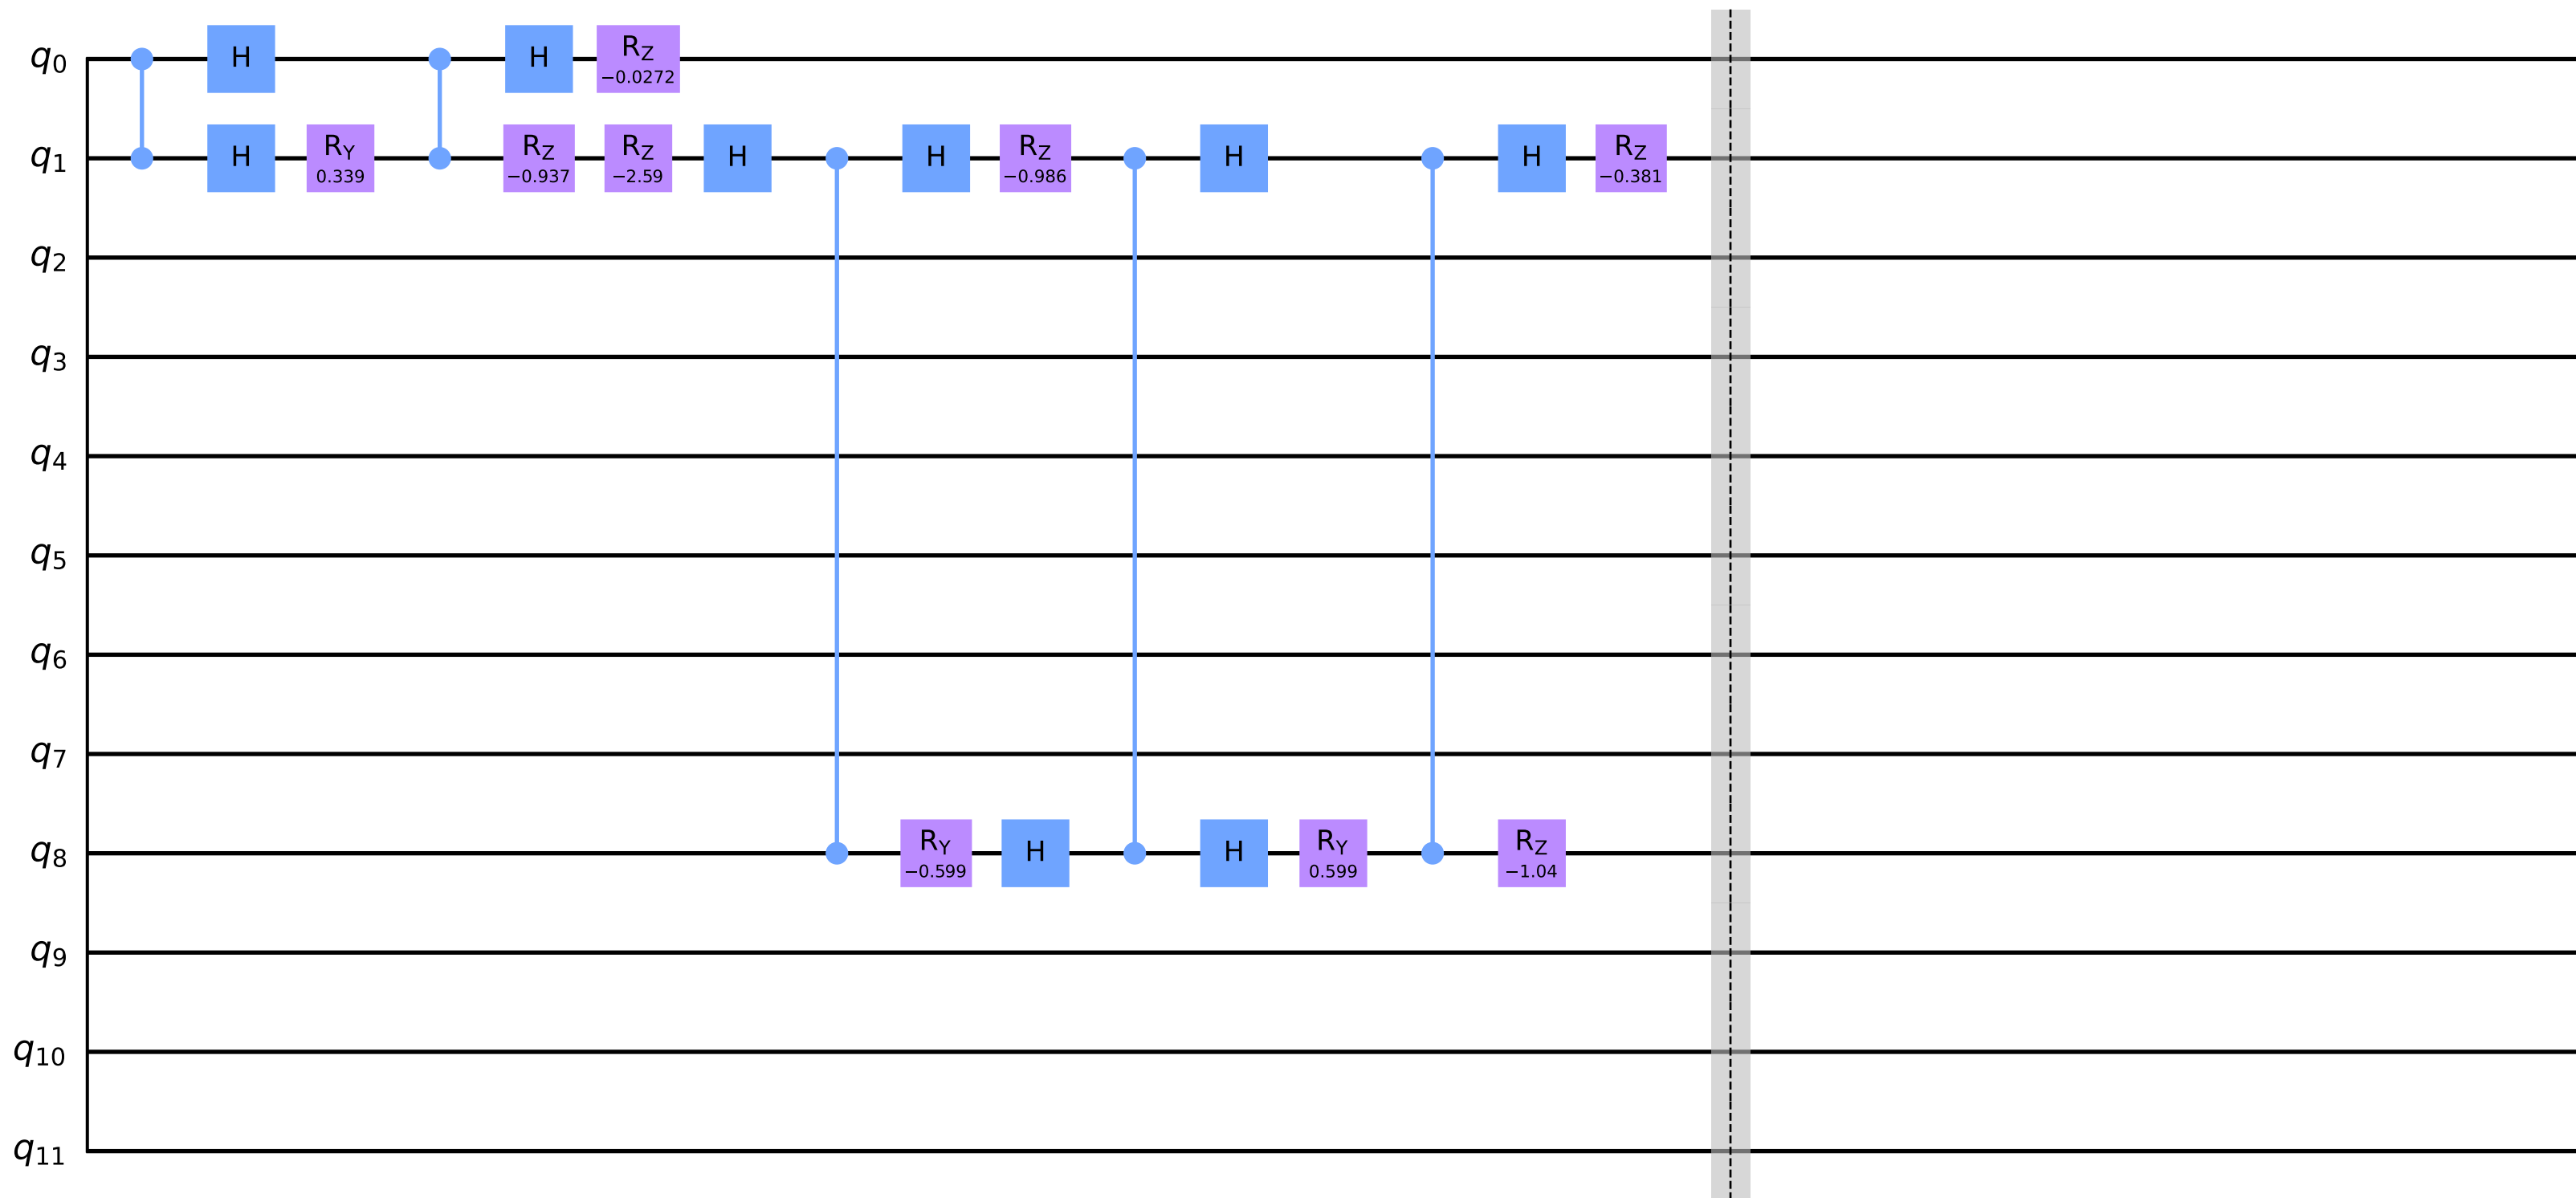 q0 H H RZ −0.0272
q1 H RY 0.339 RZ −0.937 RZ −2.59 H H RZ −0.986 H H RZ −0.381
q2
q3
q4
q5
q6
q7
q8 RY −0.599 H H RY 0.599 RZ −1.04
q9
q10
q11